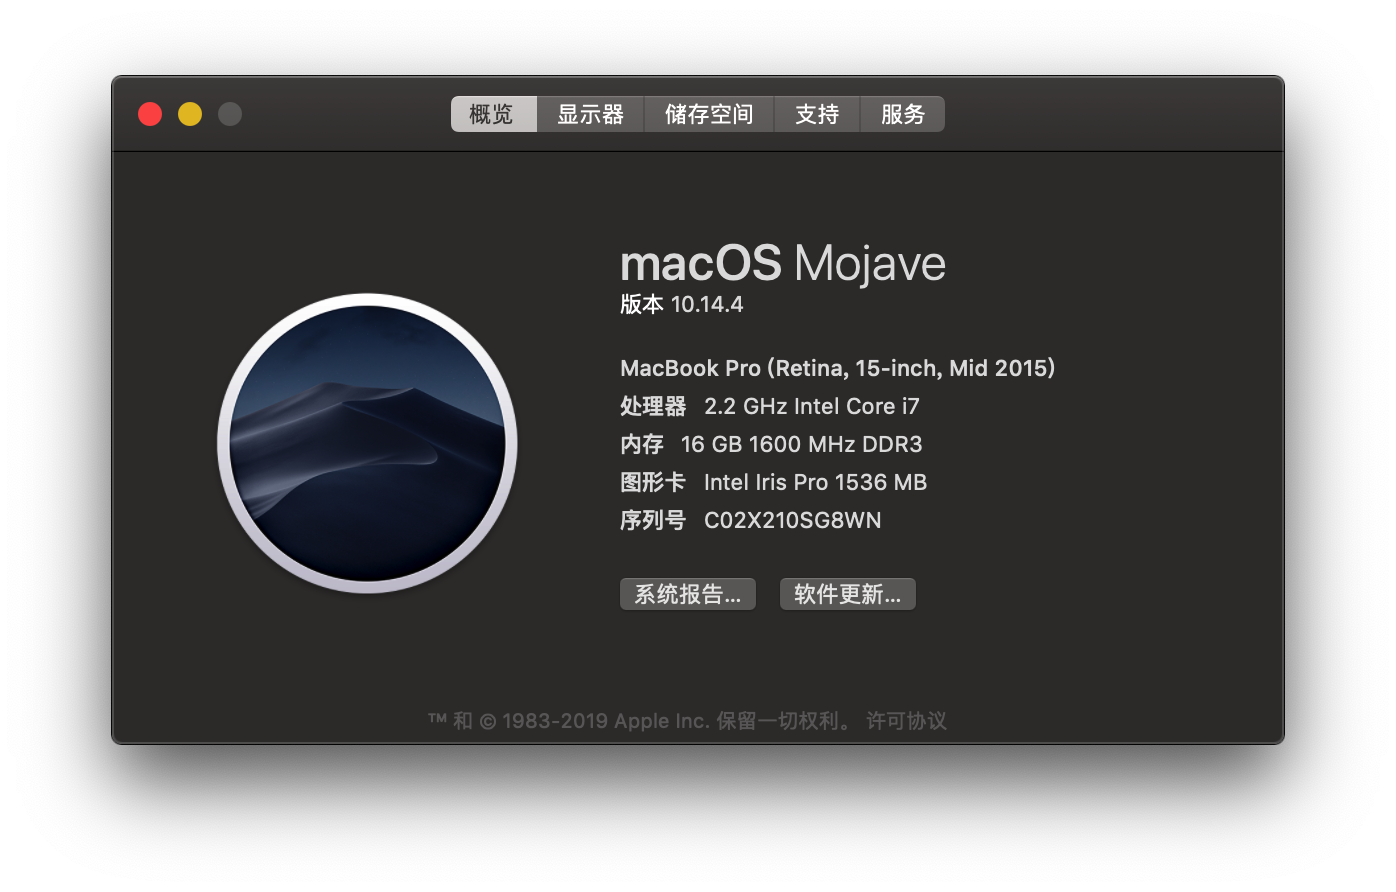 概览 显示器 储存空间 支持 服务
macOS Mojave
版本 10.14.4
MacBook Pro (Retina, 15-inch, Mid 2015)
处理器 2.2 GHz Intel Core i7
内存 16 GB 1600 MHz DDR3
图形卡 Intel Iris Pro 1536 MB
序列号 C02X210SG8WN
系统报告... 软件更新...
™ 和 © 1983-2019 Apple Inc. 保留一切权利。 许可协议